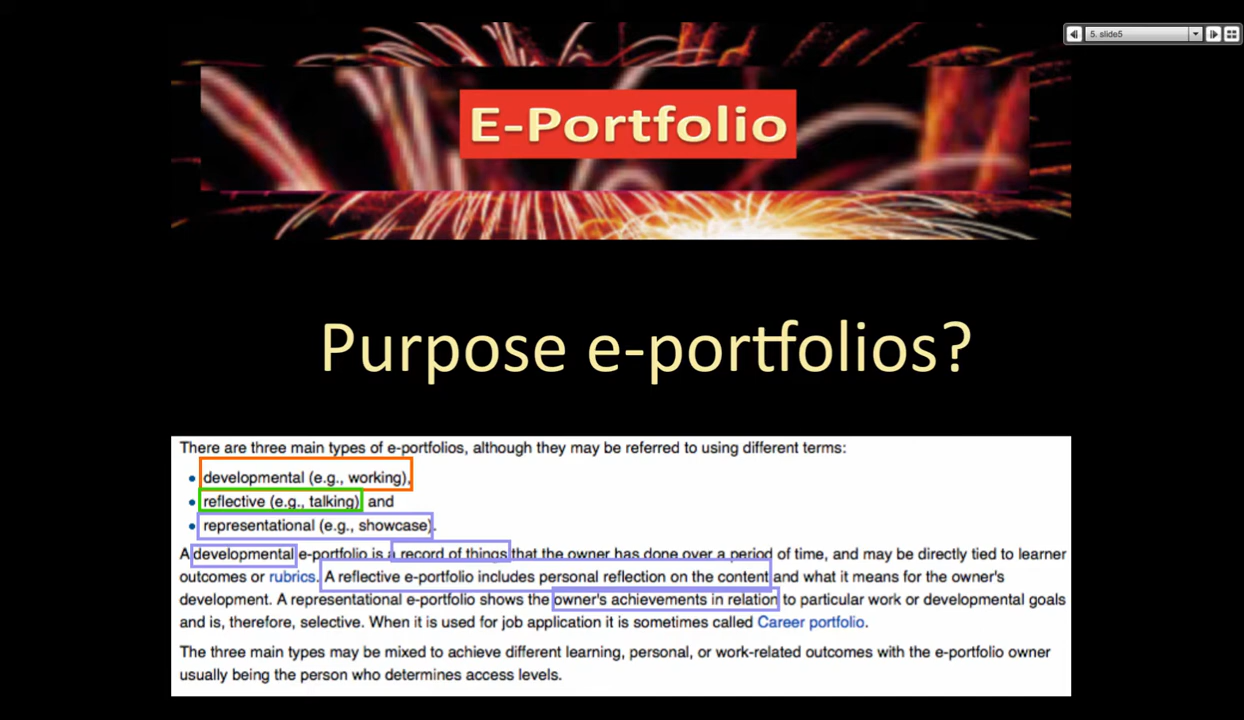 5. slide5
E-Portfolio
Purpose e-portfolios?
There are three main types of e-portfolios, although they may be referred to using different terms:
• developmental (e.g., working),
• reflective (e.g., talking) and
• representational (e.g., showcase).
A developmental e-portfolio is a record of things that the owner has done over a period of time, and may be directly tied to learner
outcomes or rubrics. A reflective e-portfolio includes personal reflection on the content and what it means for the owner's
development. A representational e-portfolio shows the owner's achievements in relation to particular work or developmental goals
and is, therefore, selective. When it is used for job application it is sometimes called Career portfolio.
The three main types may be mixed to achieve different learning, personal, or work-related outcomes with the e-portfolio owner
usually being the person who determines access levels.